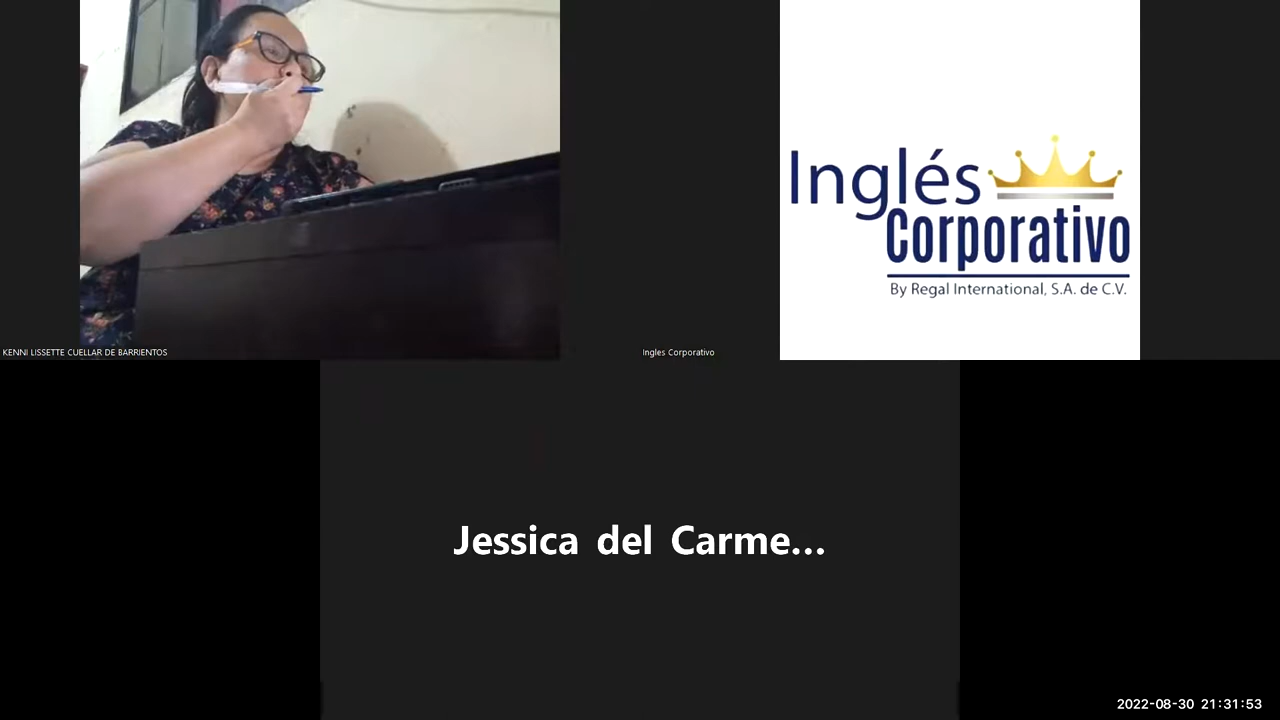 Inglés
Corporativo
By Regal International, S.A. de C.V.
KENNI LISSETTE CUELLAR DE BARRIENTOS
Ingles Corporativo
Jessica del Carme...
2022-08-30 21:31:53